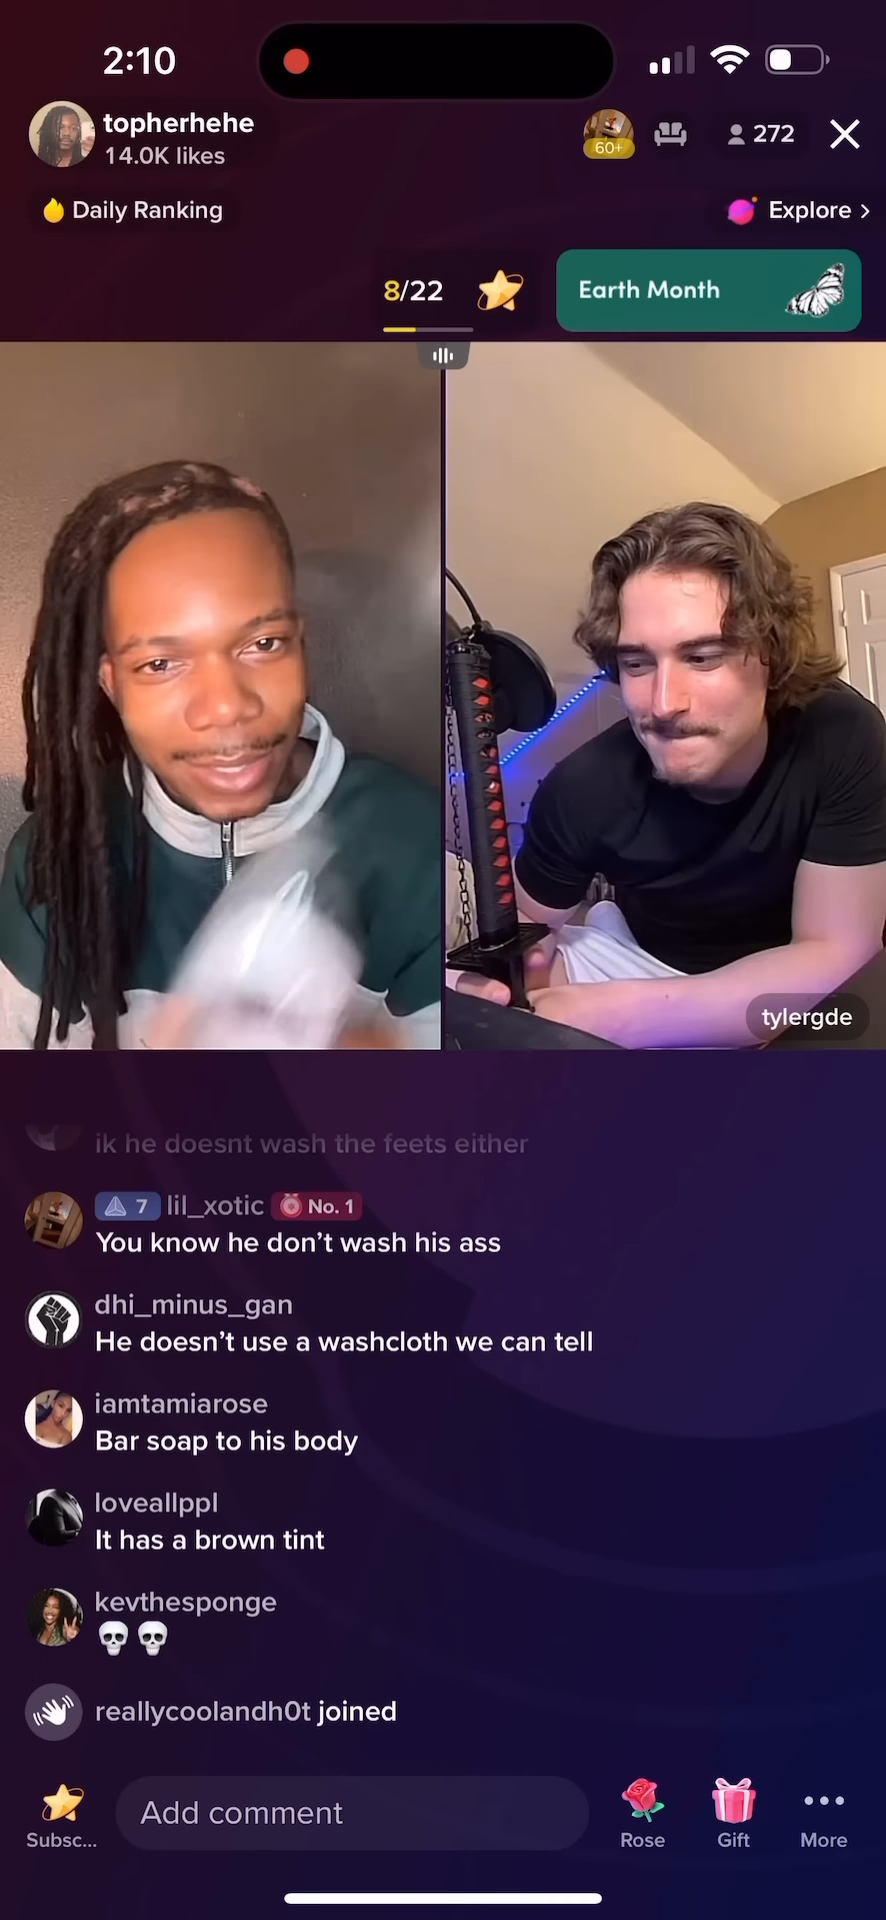 2:10
topherhehe
14.0K likes
60+
272
Daily Ranking
Explore >
8/22
Earth Month
tylergde
ik he doesnt wash the feets either
7 lil_xotic No. 1
You know he don’t wash his ass
dhi_minus_gan
He doesn’t use a washcloth we can tell
iamtamiarose
Bar soap to his body
loveallppl
It has a brown tint
kevthesponge
💀💀
reallycoolandh0t joined
Add comment
Subsc...
Rose
Gift
More